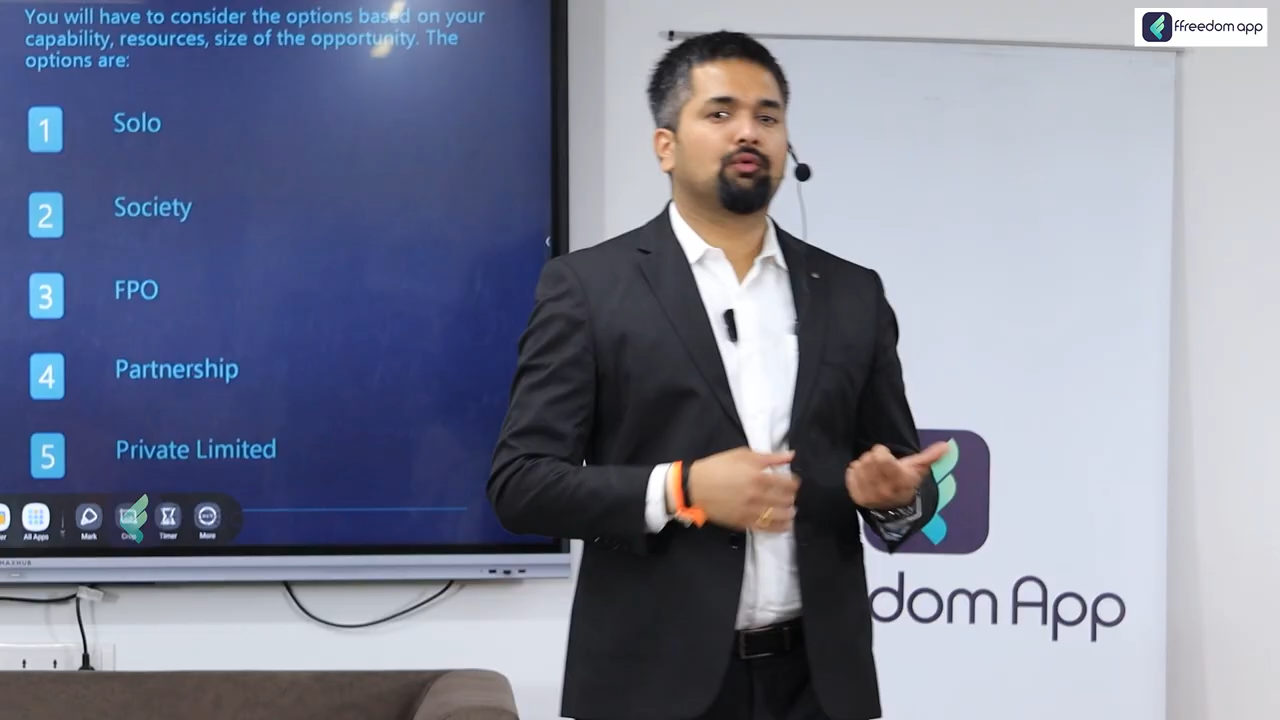 ffreedom app
You will have to consider the options based on your
capability, resources, size of the opportunity. The
options are:
1 Solo
2 Society
3 FPO
4 Partnership
5 Private Limited
All Apps Mark Crop Timer More
MAXHUB
dom App